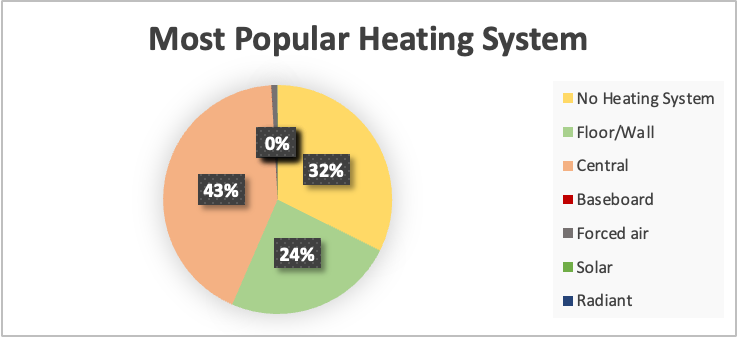 Most Popular Heating System
No Heating System
Floor/Wall
Central
Baseboard
Forced air
Solar
Radiant
0%
32%
43%
24%